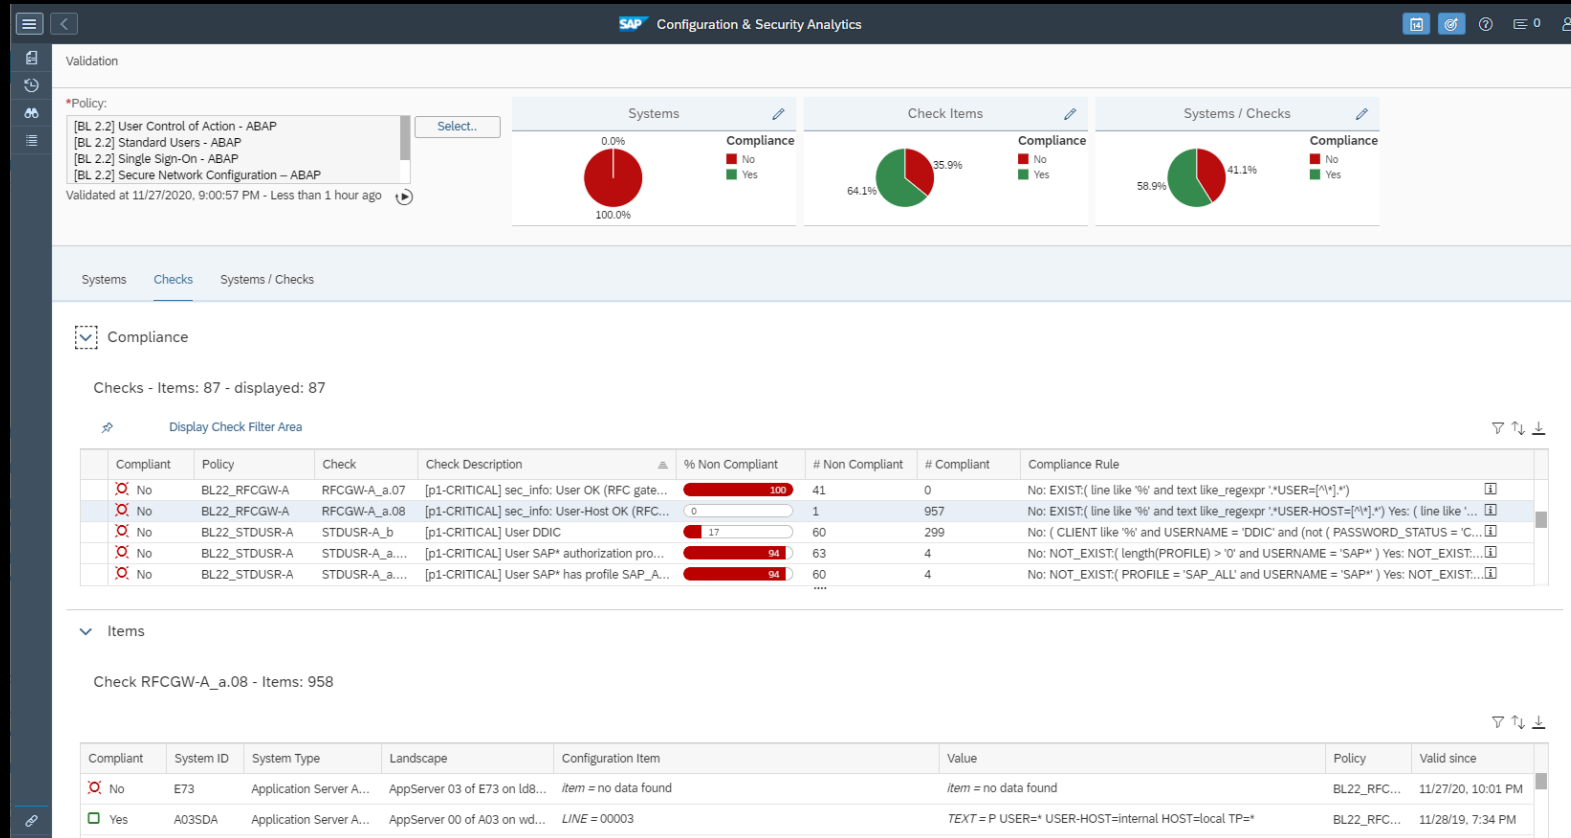 SAP Configuration & Security Analytics
14
0
Validation
*Policy:
[BL 2.2] User Control of Action - ABAP
[BL 2.2] Standard Users - ABAP
[BL 2.2] Single Sign-On - ABAP
[BL 2.2] Secure Network Configuration – ABAP
Select..
Validated at 11/27/2020, 9:00:57 PM - Less than 1 hour ago
Systems
0.0%
100.0%
Compliance
No
Yes
Check Items
35.9%
64.1%
Compliance
No
Yes
Systems / Checks
41.1%
58.9%
Compliance
No
Yes
Systems Checks Systems / Checks
Compliance
Checks - Items: 87 - displayed: 87
Display Check Filter Area
Compliant Policy Check Check Description % Non Compliant # Non Compliant # Compliant Compliance Rule
No BL22_RFCGW-A RFCGW-A_a.07 [p1-CRITICAL] sec_info: User OK (RFC gate... 100 41 0 No: EXIST:( line like '%' and text like_regexpr '.*USER=[^\*].*')
No BL22_RFCGW-A RFCGW-A_a.08 [p1-CRITICAL] sec_info: User-Host OK (RFC... 0 1 957 No: EXIST:( line like '%' and text like_regexpr '.*USER-HOST=[^\*].*') Yes: ( line like '...
No BL22_STDUSR-A STDUSR-A_b [p1-CRITICAL] User DDIC 17 60 299 No: ( CLIENT like '%' and USERNAME = 'DDIC' and (not ( PASSWORD_STATUS = 'C...
No BL22_STDUSR-A STDUSR-A_a.... [p1-CRITICAL] User SAP* authorization pro... 94 63 4 No: NOT_EXIST:( length(PROFILE) > '0' and USERNAME = 'SAP*' ) Yes: NOT_EXIST:...
No BL22_STDUSR-A STDUSR-A_a.... [p1-CRITICAL] User SAP* has profile SAP_A... 94 60 4 No: NOT_EXIST:( PROFILE = 'SAP_ALL' and USERNAME = 'SAP*' ) Yes: NOT_EXIST:...
Items
Check RFCGW-A_a.08 - Items: 958
Compliant System ID System Type Landscape Configuration Item Value Policy Valid since
No E73 Application Server A... AppServer 03 of E73 on ld8... item = no data found item = no data found BL22_RFC... 11/27/20, 10:01 PM
Yes A03SDA Application Server A... AppServer 00 of A03 on wd... LINE = 00003 TEXT = P USER=* USER-HOST=internal HOST=local TP=* BL22_RFC... 11/28/19, 7:34 PM